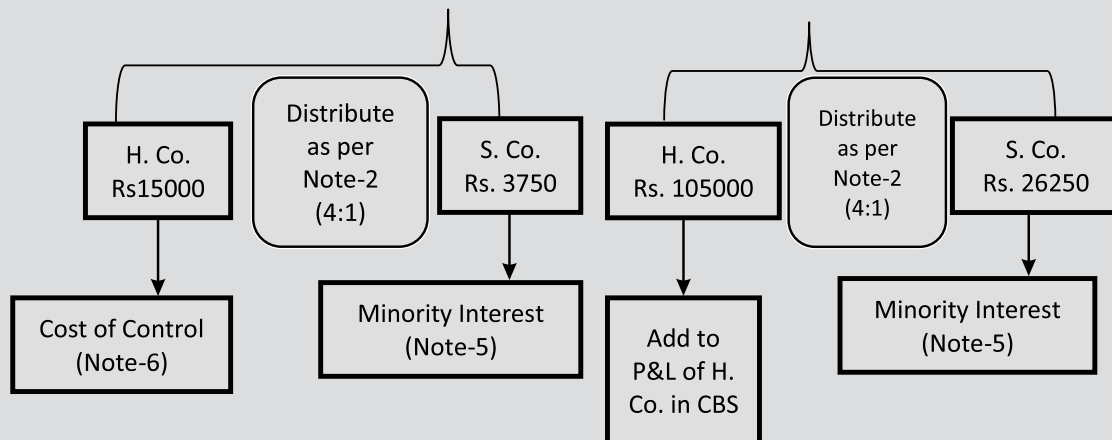 H. Co.
Rs15000
Distribute
as per
Note-2
(4:1)
S. Co.
Rs. 3750
H. Co.
Rs. 105000
Distribute
as per
Note-2
(4:1)
S. Co.
Rs. 26250
Cost of Control
(Note-6)
Minority Interest
(Note-5)
Add to
P&L of H.
Co. in CBS
Minority Interest
(Note-5)